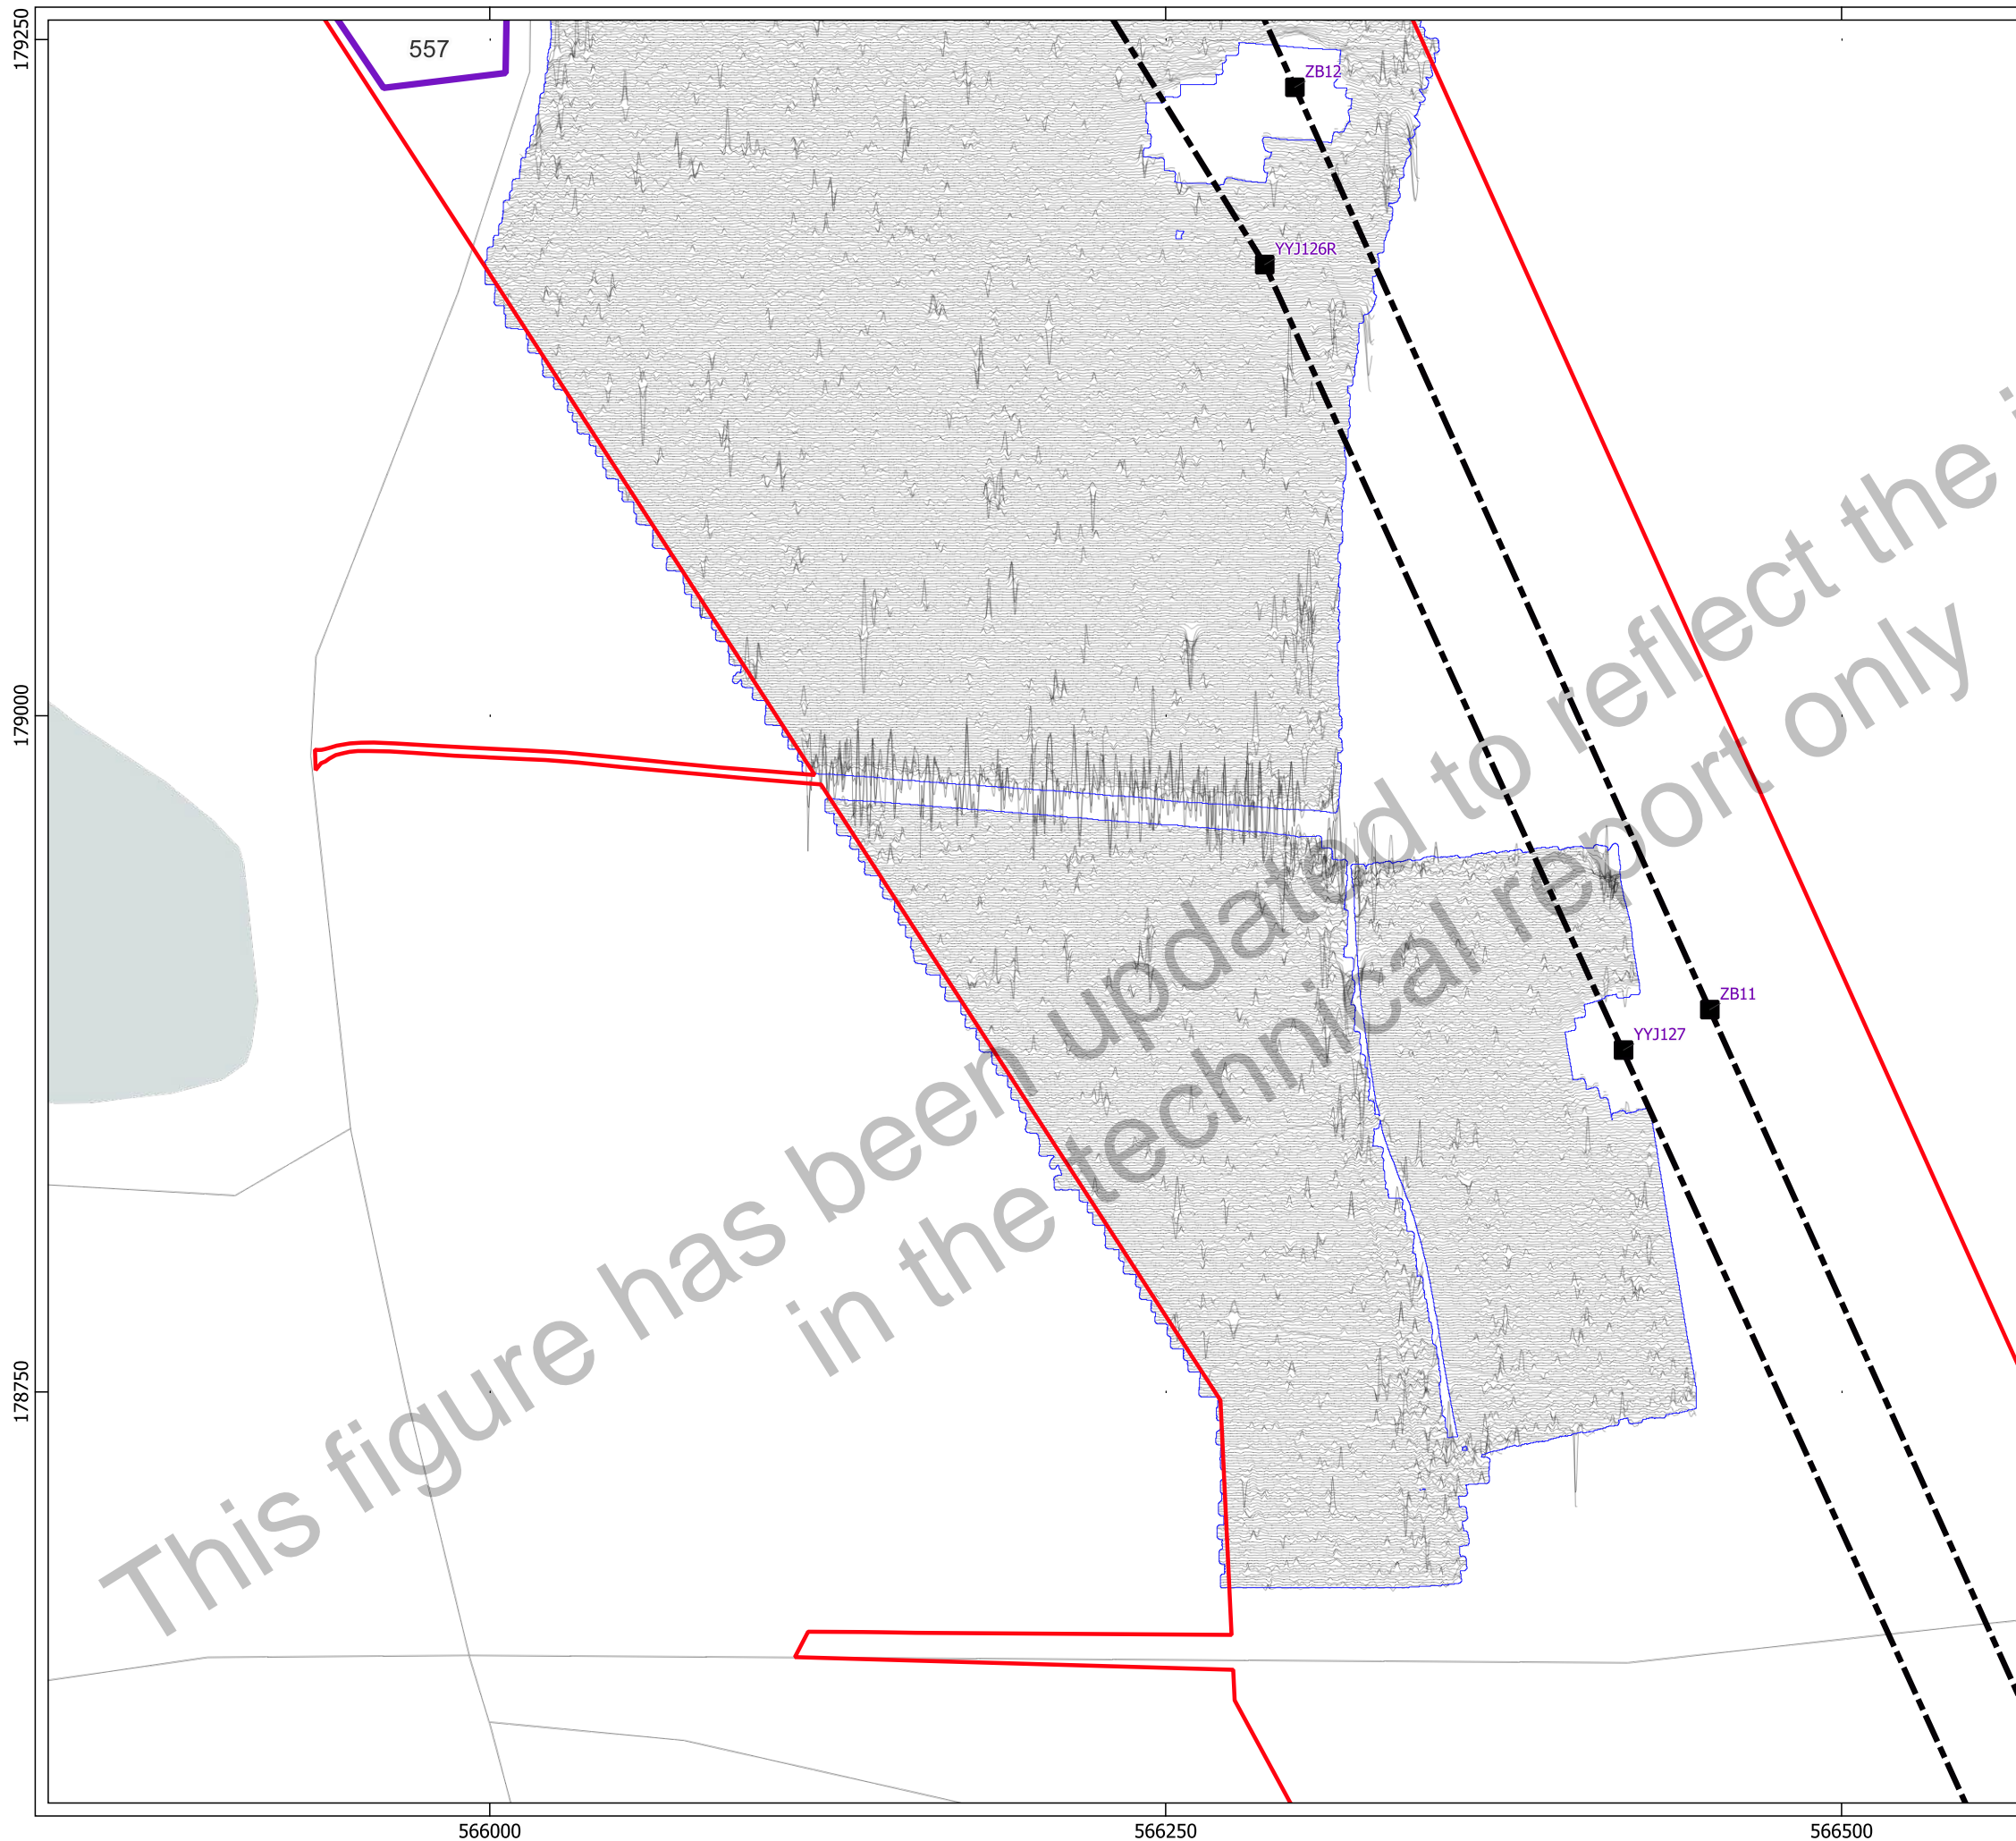 179250
557
ZB12
YYJ126R
179000
ZB11
YYJ127
178750
This figure has been updated to reflect the
in the technical report only
566000
566250
566500